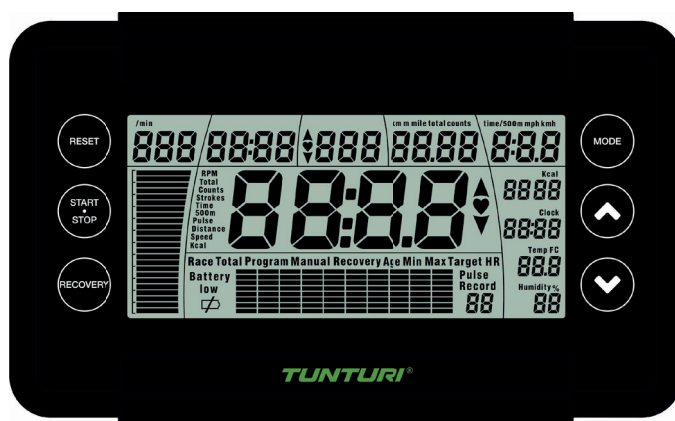 /min
km m mile total counts
time/500m mph kmh
888
88:88
888
88.88
8:8.8
RESET
MODE
RPM
Total
Counts
Strokes
Time
500m
Pulse
Distance
Speed
Kcal
88:8.8
Kcal
8888
START
•
STOP
Clock
88:88
Race Total Program Manual Recovery Age Min Max Target HR
Temp FC
88.8
Battery
low
Pulse
Record
88
Humidity %
88
RECOVERY
TUNTURI®